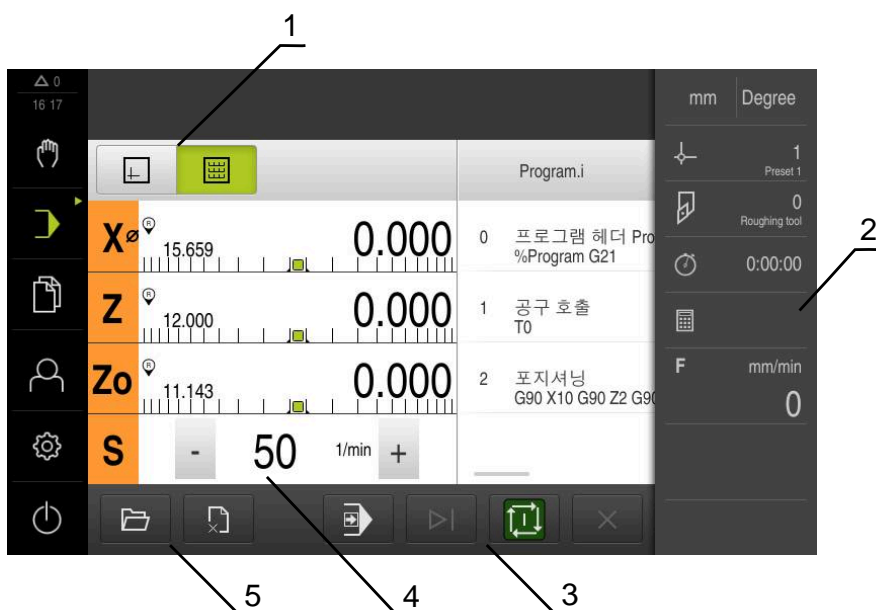 1
0
16 17
mm Degree
1
Preset 1
Program.i
0
Roughing tool
2
X⌀ R 15.659 0.000
0 프로그램 헤더 Pro
%Program G21
0:00:00
Z R 12.000 0.000
1 공구 호출
T0
Zo R 11.143 0.000
2 포지셔닝
G90 X10 G90 Z2 G90
F mm/min
0
S - 50 1/min +
5 4 3